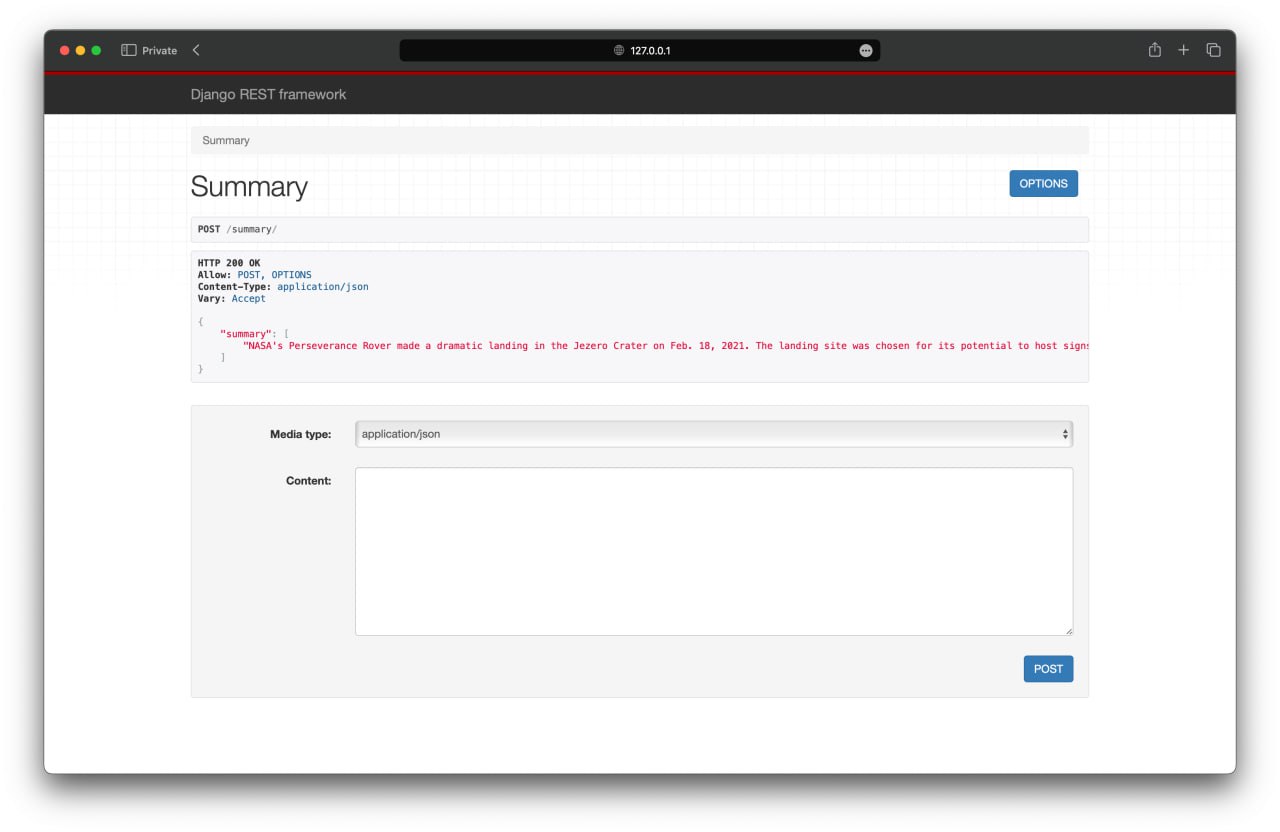 Private
127.0.0.1
Django REST framework
Summary
Summary
OPTIONS
POST /summary/
HTTP 200 OK
Allow: POST, OPTIONS
Content-Type: application/json
Vary: Accept
{
"summary": [
"NASA's Perseverance Rover made a dramatic landing in the Jezero Crater on Feb. 18, 2021. The landing site was chosen for its potential to host signs
]
}
Media type:
application/json
Content:
POST